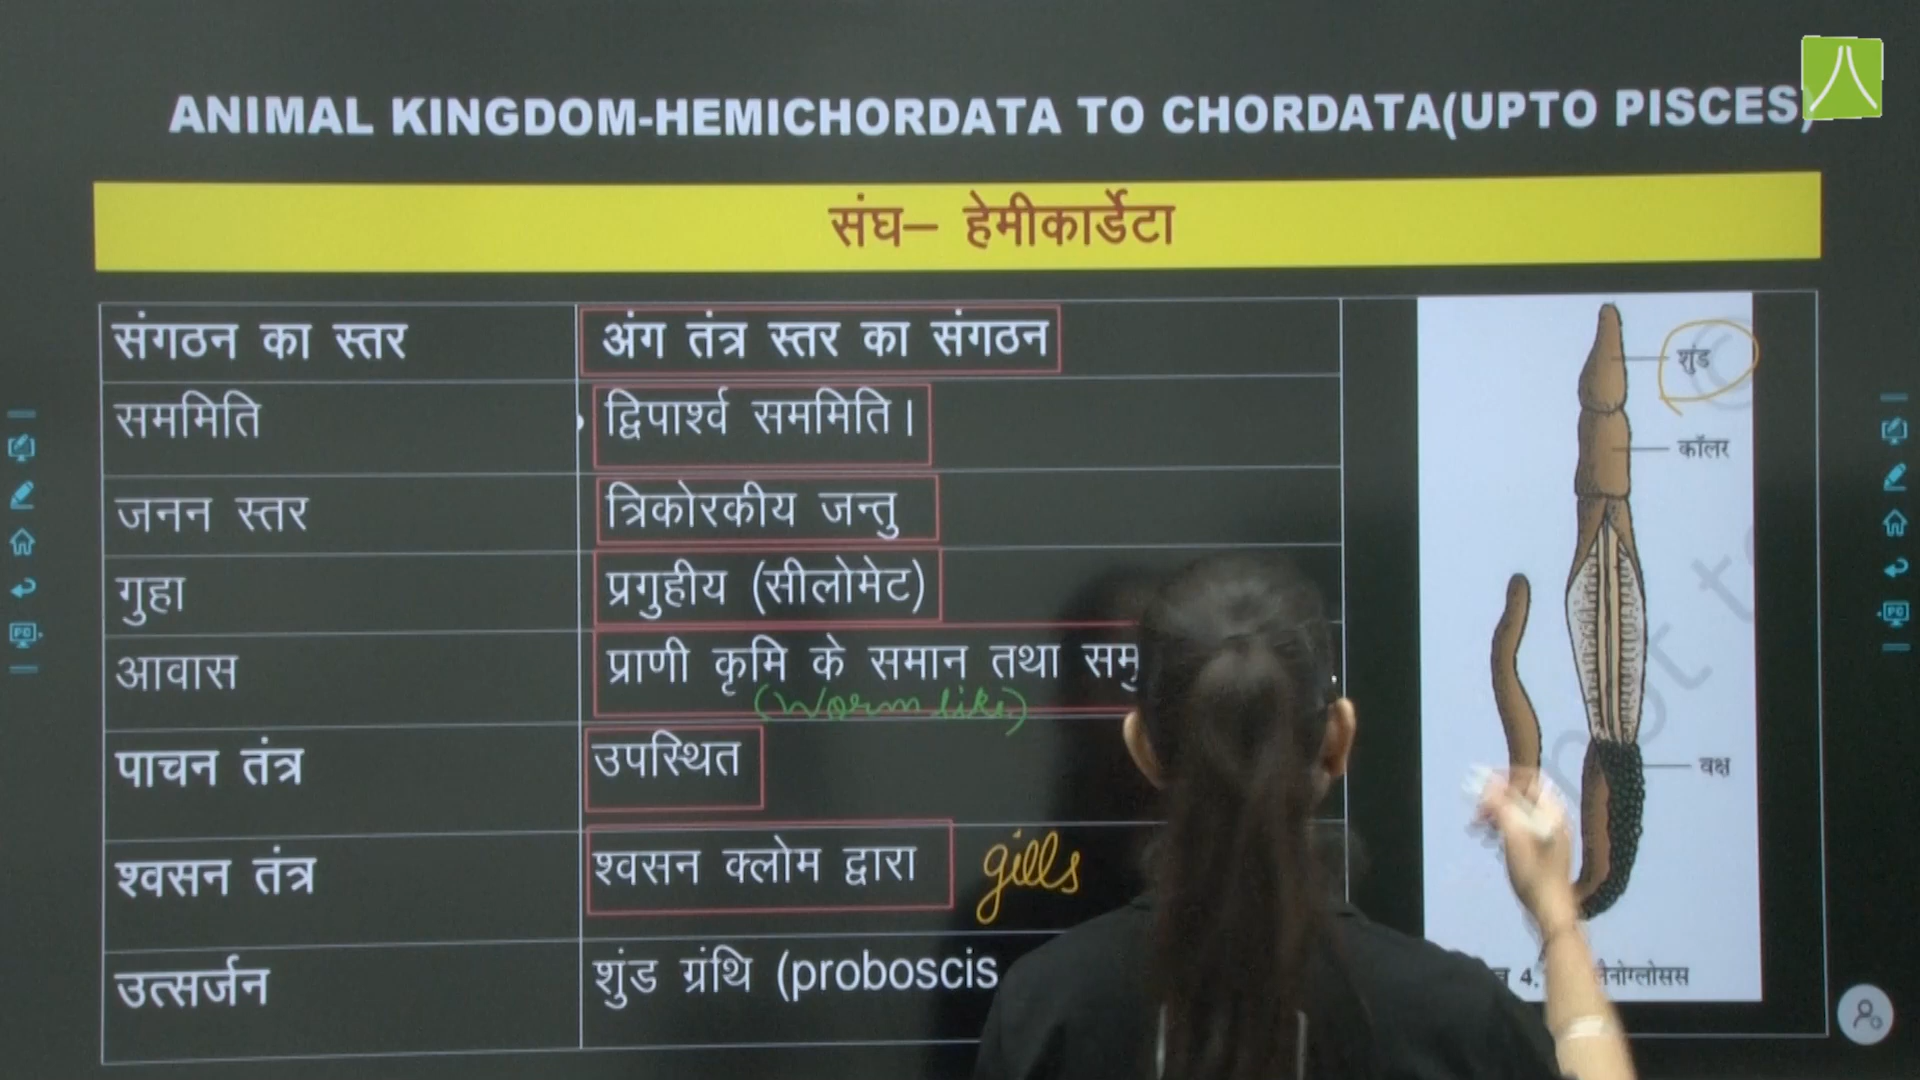 ANIMAL KINGDOM-HEMICHORDATA TO CHORDATA(UPTO PISCES)
संघ– हेमीकार्डेटा
संगठन का स्तर
अंग तंत्र स्तर का संगठन
सममिति
द्विपार्श्व सममिति।
जनन स्तर
त्रिकोरकीय जन्तु
गुहा
प्रगुहीय (सीलोमेट)
आवास
प्राणी कृमि के समान तथा
(worm like)
पाचन तंत्र
उपस्थित
श्वसन तंत्र
श्वसन क्लोम द्वारा
gills
उत्सर्जन
शुंड ग्रंथि (proboscis
शुंड
कॉलर
वक्ष
4.